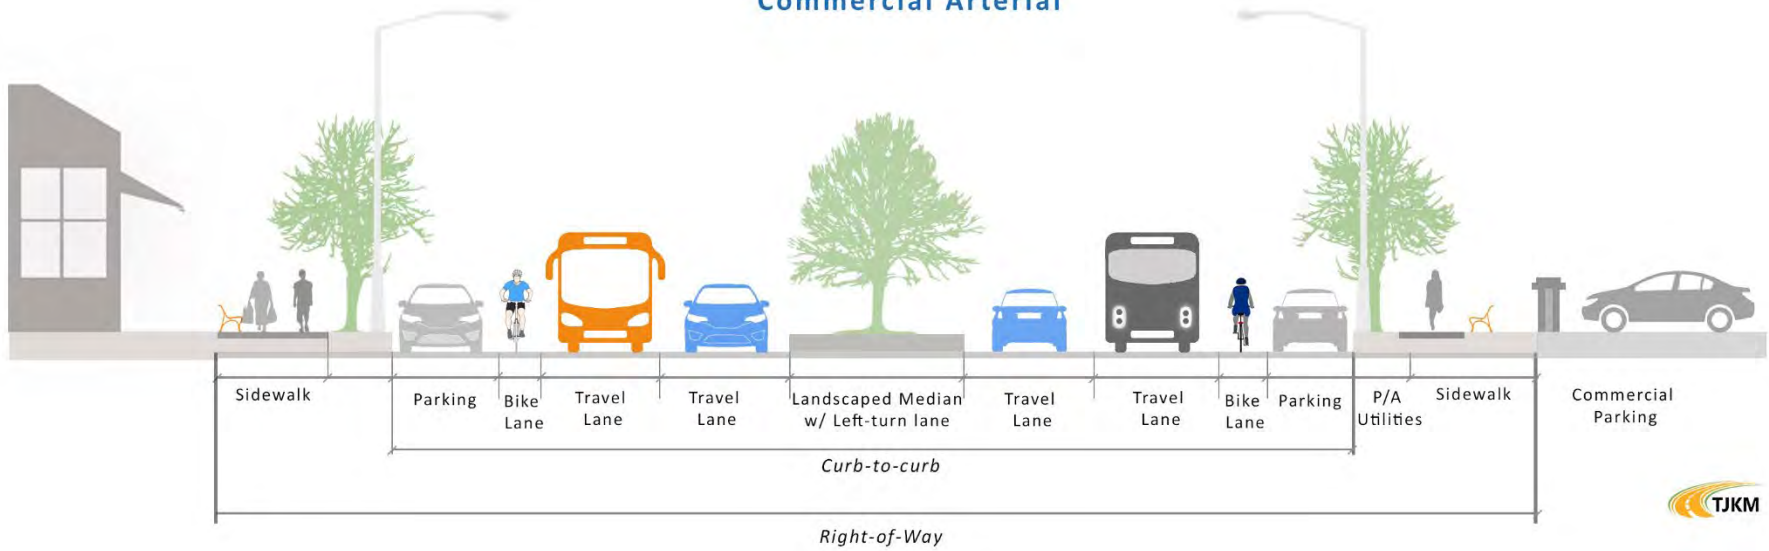 Commercial Arterial
Sidewalk
Parking
Bike
Lane
Travel
Lane
Travel
Lane
Landscaped Median
w/ Left-turn lane
Travel
Lane
Travel
Lane
Bike
Lane
Parking
P/A
Utilities
Sidewalk
Commercial
Parking
Curb-to-curb
Right-of-Way
TJKM